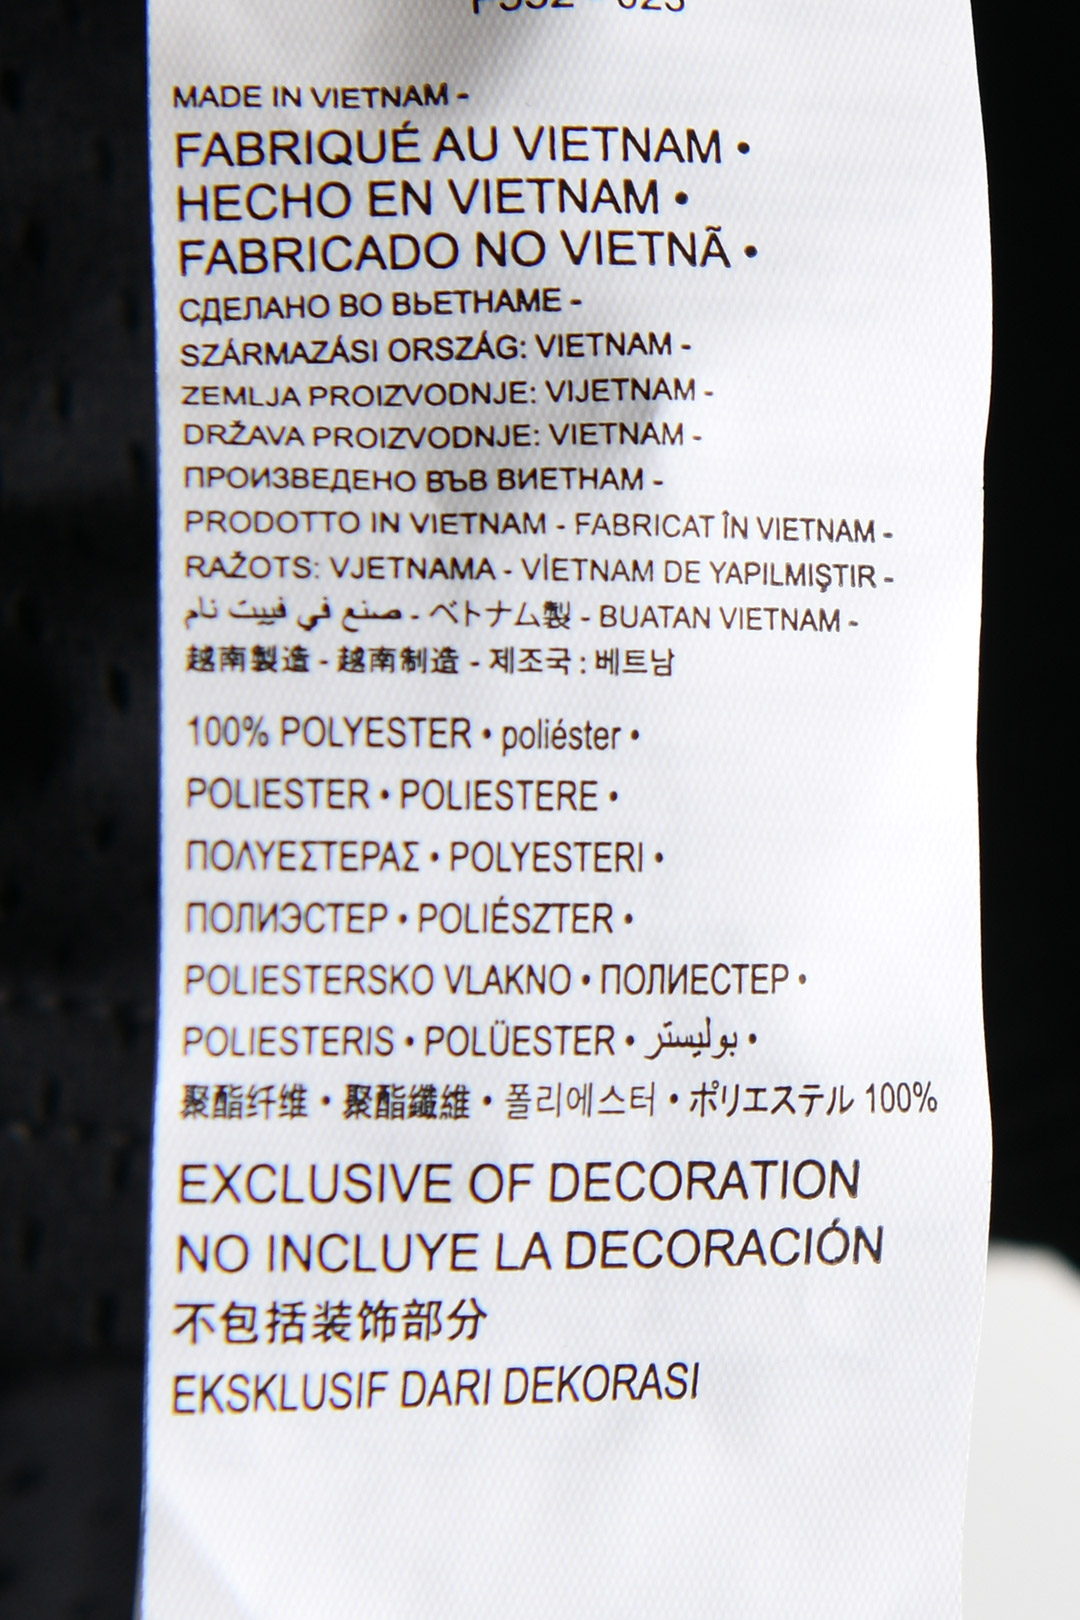 MADE IN VIETNAM -
FABRIQUÉ AU VIETNAM •
HECHO EN VIETNAM •
FABRICADO NO VIETNÃ •
СДЕЛАНО ВО ВЬЕТНАМЕ -
SZÁRMAZÁSI ORSZÁG: VIETNAM -
ZEMLJA PROIZVODNJE: VIJETNAM -
DRŽAVA PROIZVODNJE: VIETNAM -
ПРОИЗВЕДЕНО ВЪВ ВИЕТНАМ -
PRODOTTO IN VIETNAM - FABRICAT ÎN VIETNAM -
RAŽOTS: VJETNAMA - VİETNAM DE YAPILMIŞTIR -
صنع في فييت نام - ベトナム製 - BUATAN VIETNAM -
越南製造 - 越南制造 - 제조국 : 베트남
100% POLYESTER • poliéster •
POLIESTER • POLIESTERE •
ΠΟΛΥΕΣΤΕΡΑΣ • POLYESTERI •
ПОЛИЭСТЕР • POLIÉSZTER •
POLIESTERSKO VLAKNO • ПОЛИЕСТЕР •
POLIESTERIS • POLÜESTER • بوليستر •
聚酯纤维 • 聚酯纖維 • 폴리에스터 • ポリエステル 100%
EXCLUSIVE OF DECORATION
NO INCLUYE LA DECORACIÓN
不包括装饰部分
EKSKLUSIF DARI DEKORASI